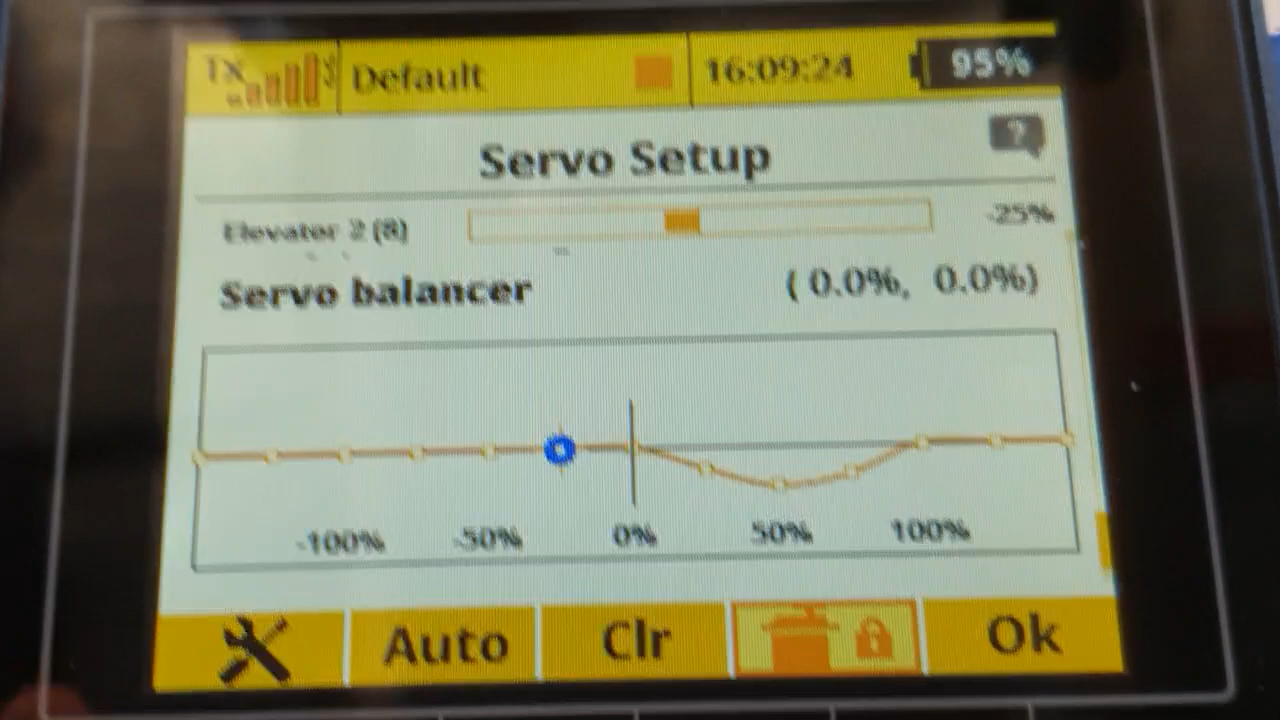 Tx Default 16:09:24 95%
Servo Setup ?
Elevator 2 (8) -25%
Servo balancer ( 0.0%, 0.0%)
-100% -50% 0% 50% 100%
Auto Clr Ok